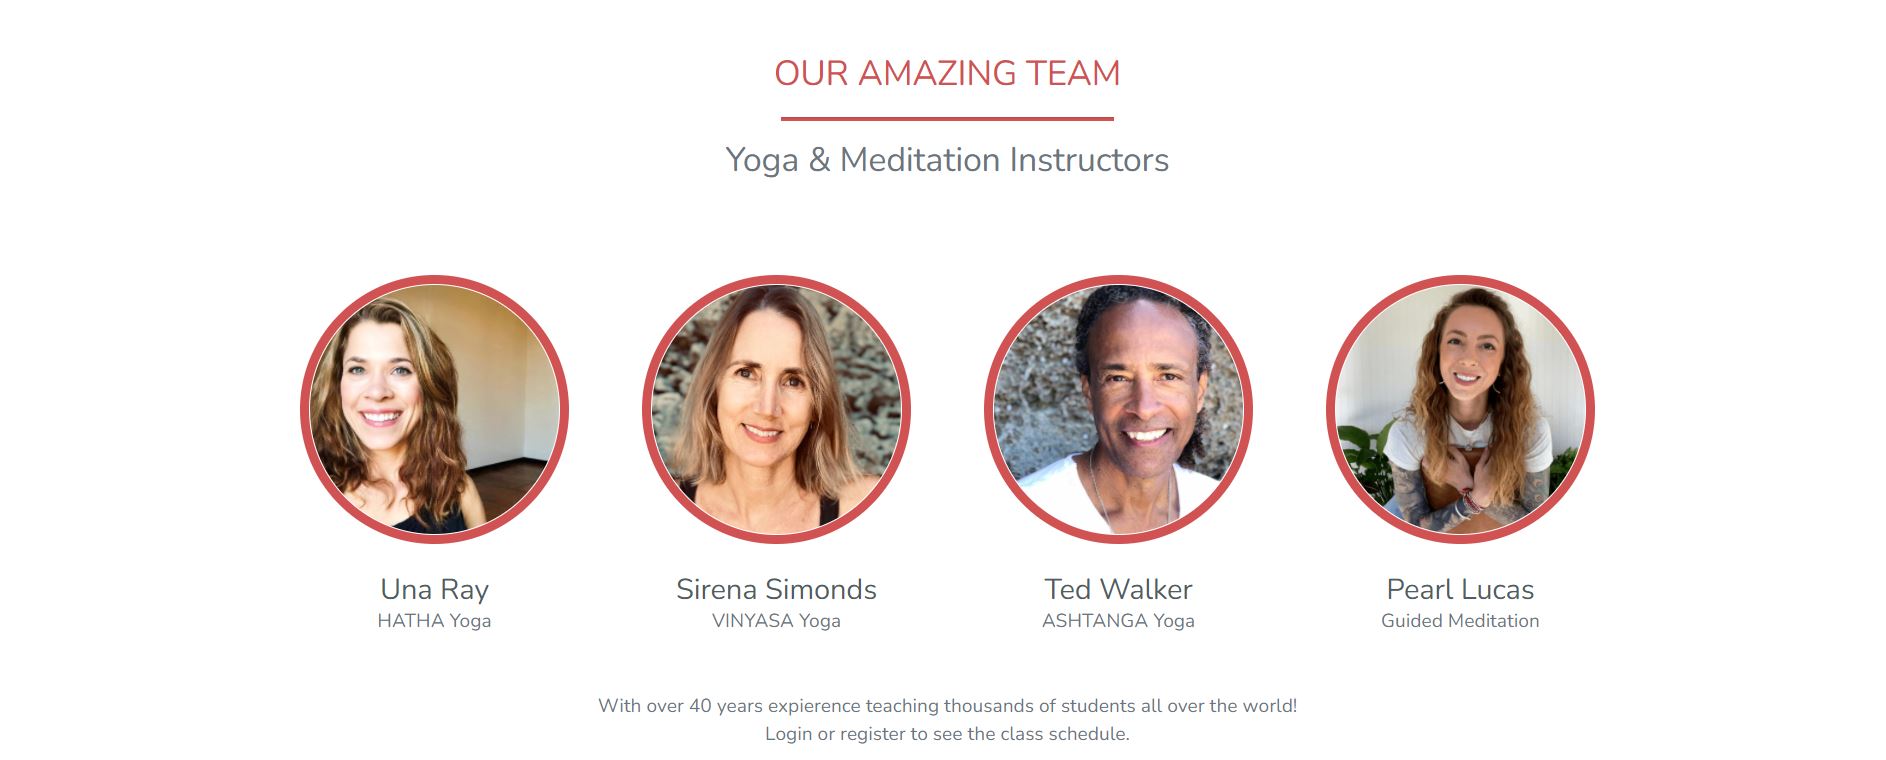 OUR AMAZING TEAM
Yoga & Meditation Instructors
Una Ray
HATHA Yoga
Sirena Simonds
VINYASA Yoga
Ted Walker
ASHTANGA Yoga
Pearl Lucas
Guided Meditation
With over 40 years expierence teaching thousands of students all over the world!
Login or register to see the class schedule.